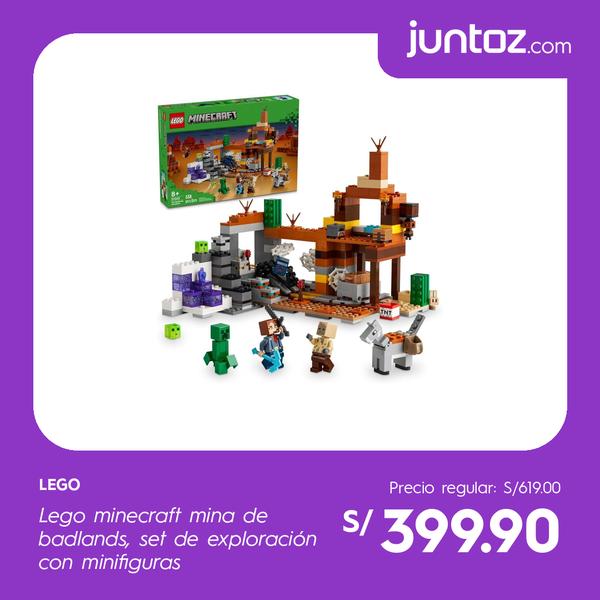 juntoz.com
LEGO MINECRAFT
8+
TNT
LEGO
Lego minecraft mina de
badlands, set de exploración
con minifiguras
Precio regular: S/619.00
S/ 399.90